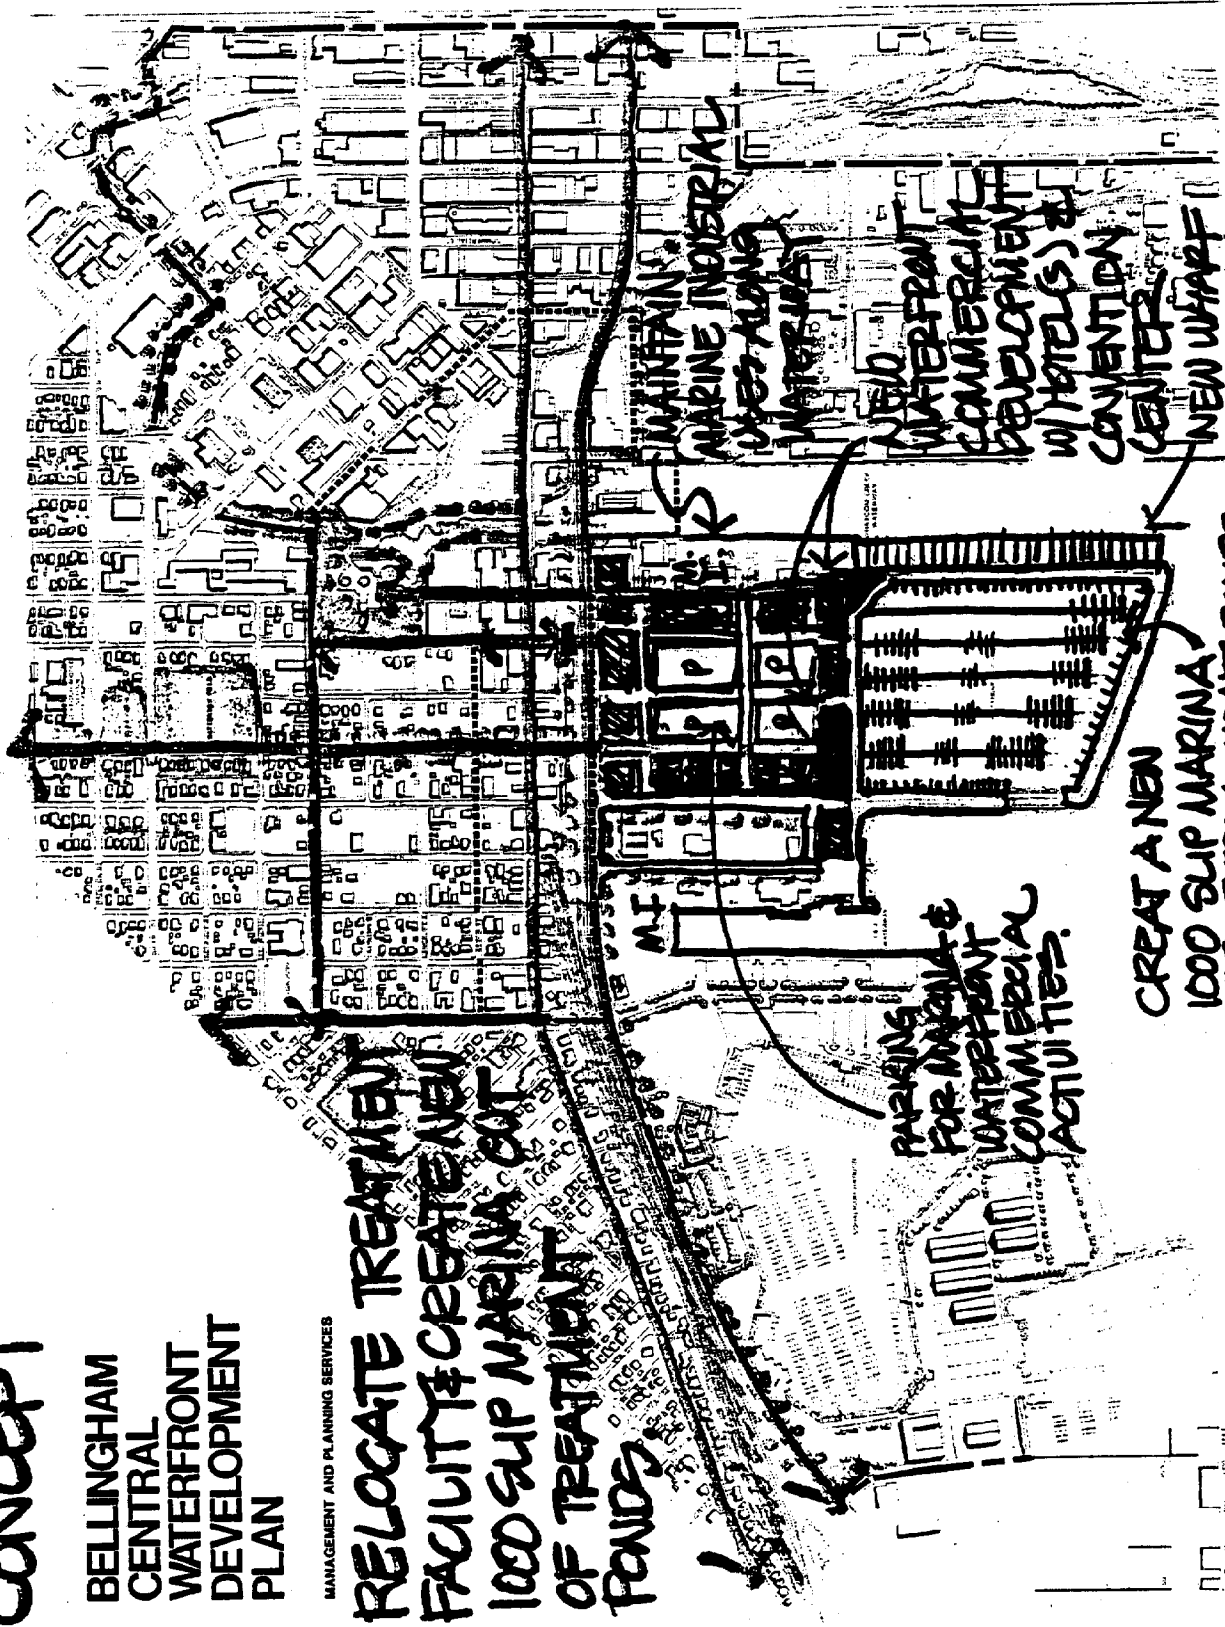 CONCEPT
BELLINGHAM
CENTRAL
WATERFRONT
DEVELOPMENT
PLAN
MANAGEMENT AND PLANNING SERVICES
RELOCATE TREATMENT
FACILITY & CREATE NEW
1000 SLIP MARINA OUT
OF TREATMENT
PONDS
MAINTAIN
MARINE INDUSTRIAL
USES ALONG
WATERWAY
NEW
WATERFRONT
COMMERCIAL
DEVELOPMENT
W/HOTEL(S) &
CONVENTION
CENTER
NEW WHARF
M.I.
M.I.
P
P
P
P
PARKING
FOR MARINA &
WATERFRONT
COMMERCIAL
ACTIVITIES.
CREAT A NEW
1000 SLIP MARINA